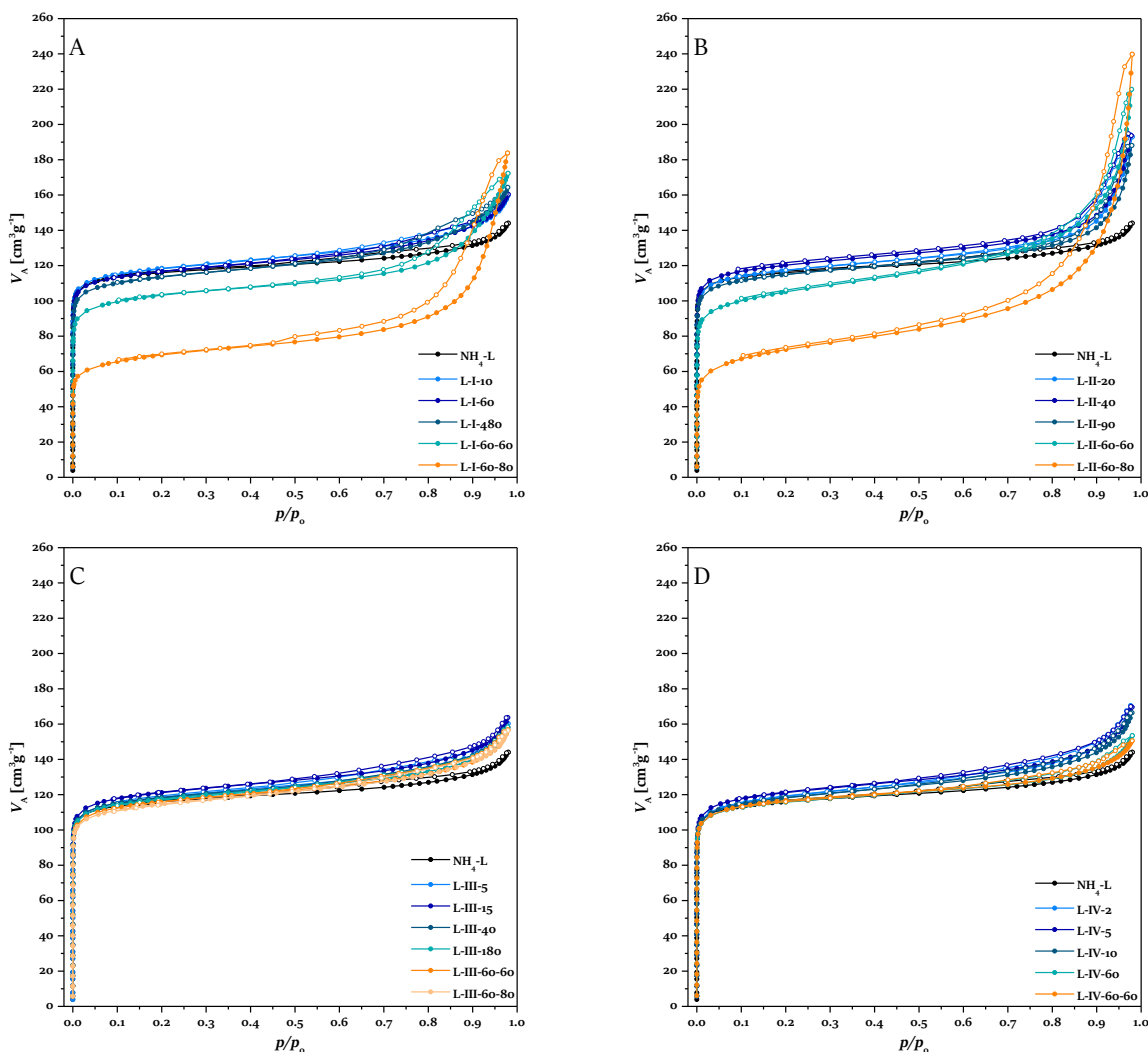 A
260
240
220
200
180
160
140
120
100
80
60
40
20
0
V_A [cm³g⁻¹]
0.0 0.1 0.2 0.3 0.4 0.5 0.6 0.7 0.8 0.9 1.0
p/p₀
NH₄-L
L-I-10
L-I-60
L-I-480
L-I-60-60
L-I-60-80
B
260
240
220
200
180
160
140
120
100
80
60
40
20
0
V_A [cm³g⁻¹]
0.0 0.1 0.2 0.3 0.4 0.5 0.6 0.7 0.8 0.9 1.0
p/p₀
NH₄-L
L-II-20
L-II-40
L-II-90
L-II-60-60
L-II-60-80
C
260
240
220
200
180
160
140
120
100
80
60
40
20
0
V_A [cm³g⁻¹]
0.0 0.1 0.2 0.3 0.4 0.5 0.6 0.7 0.8 0.9 1.0
p/p₀
NH₄-L
L-III-5
L-III-15
L-III-40
L-III-180
L-III-60-60
L-III-60-80
D
260
240
220
200
180
160
140
120
100
80
60
40
20
0
V_A [cm³g⁻¹]
0.0 0.1 0.2 0.3 0.4 0.5 0.6 0.7 0.8 0.9 1.0
p/p₀
NH₄-L
L-IV-2
L-IV-5
L-IV-10
L-IV-60
L-IV-60-60